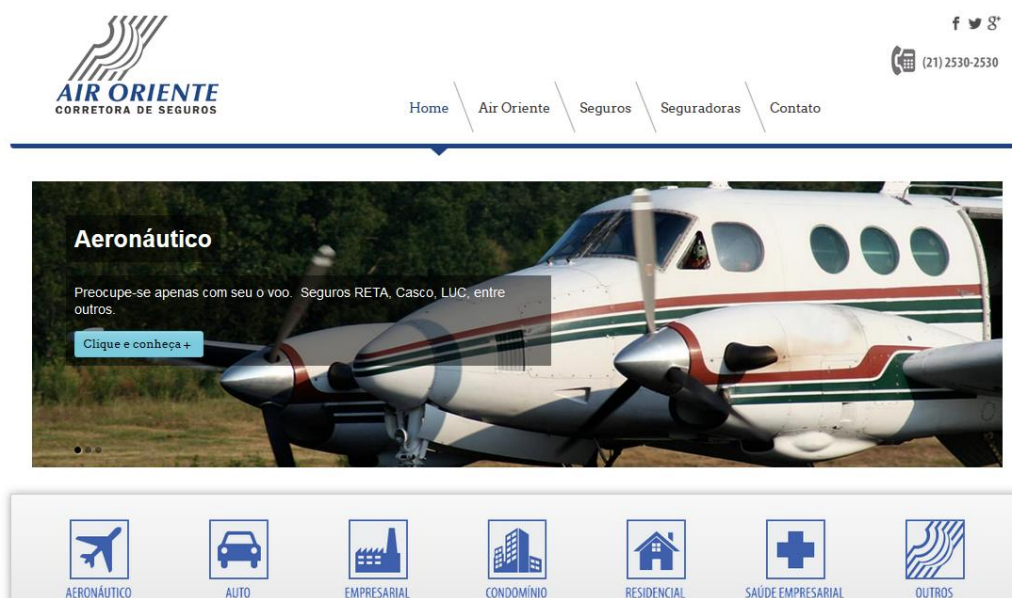 AIR ORIENTE
CORRETORA DE SEGUROS
(21) 2530-2530
Home
Air Oriente
Seguros
Seguradoras
Contato
Aeronáutico
Preocupe-se apenas com seu o voo. Seguros RETA, Casco, LUC, entre
outros.
Clique e conheça +
AERONÁUTICO
AUTO
EMPRESARIAL
CONDOMÍNIO
RESIDENCIAL
SAÚDE EMPRESARIAL
OUTROS